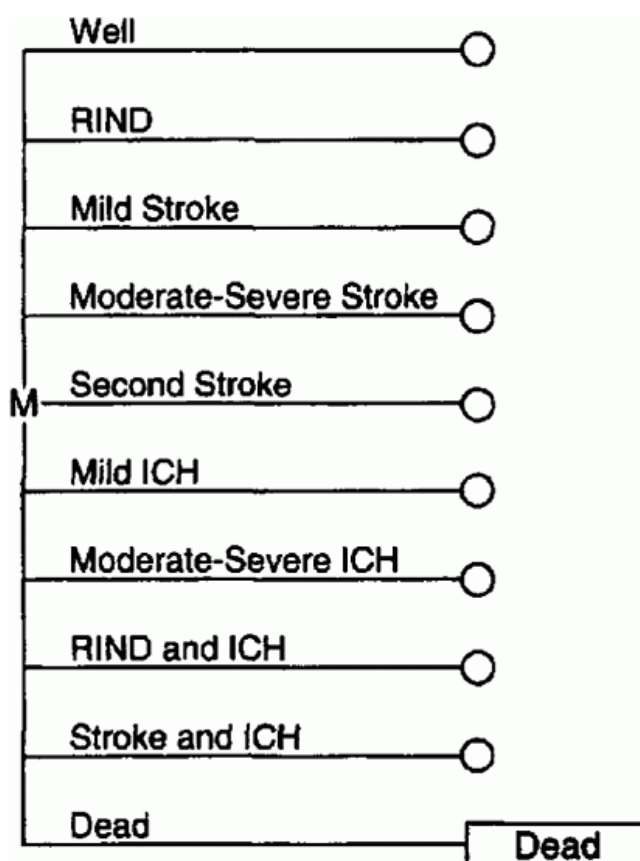 Well
RIND
Mild Stroke
Moderate-Severe Stroke
M
Second Stroke
Mild ICH
Moderate-Severe ICH
RIND and ICH
Stroke and ICH
Dead
Dead